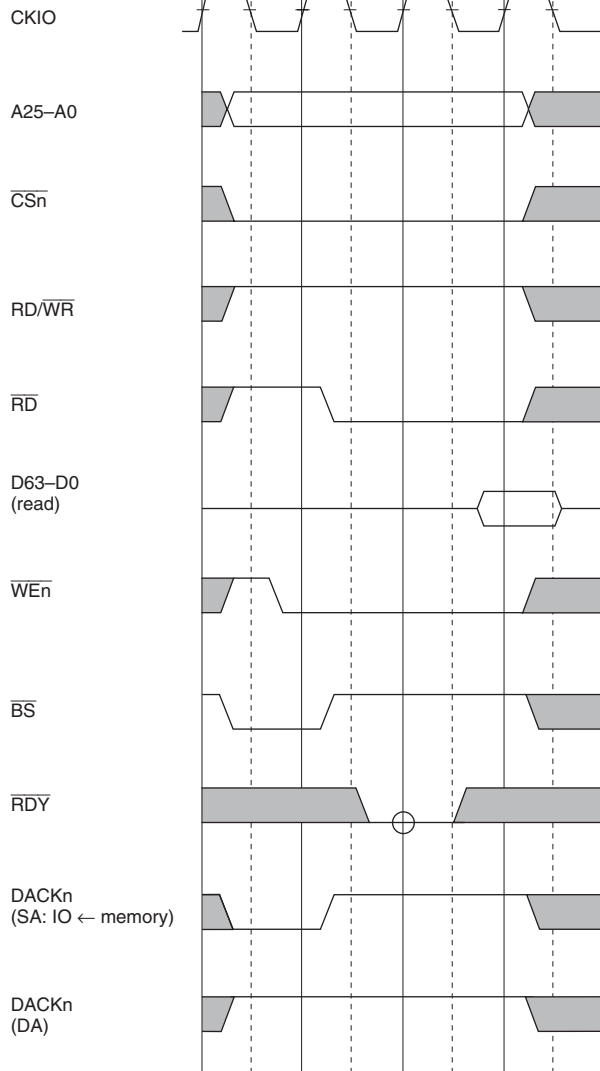 CKIO
A25–A0
CSn
RD/WR
RD
D63–D0
(read)
WEn
BS
RDY
DACKn
(SA: IO ← memory)
DACKn
(DA)